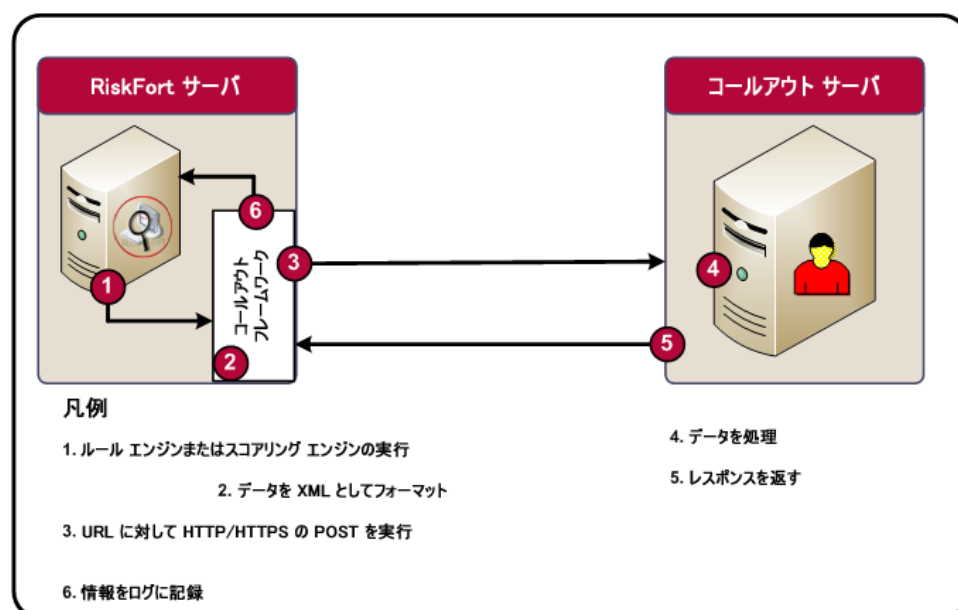 RiskFort サーバ
コールアウト サーバ
6
3
コールアウト
フレームワーク
1
4
2
5
凡例
1. ルール エンジンまたはスコアリング エンジンの実行
2. データを XML としてフォーマット
3. URL に対して HTTP/HTTPS の POST を実行
6. 情報をログに記録
4. データを処理
5. レスポンスを返す